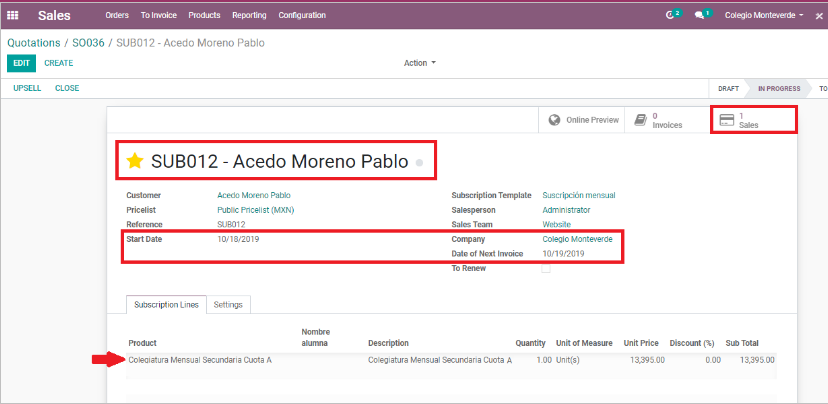 Sales Orders To Invoice Products Reporting Configuration 2 1 Colegio Monteverde
Quotations / SO036 / SUB012 - Acedo Moreno Pablo
EDIT CREATE Action
UPSELL CLOSE DRAFT IN PROGRESS TO
Online Preview 0 Invoices 1 Sales
SUB012 - Acedo Moreno Pablo
Customer Acedo Moreno Pablo Subscription Template Suscripción mensual
Pricelist Public Pricelist (MXN) Salesperson Administrator
Reference SUB012 Sales Team Website
Start Date 10/18/2019 Company Colegio Monteverde
Date of Next Invoice 10/19/2019
To Renew
Subscription Lines Settings
Product Nombre alumna Description Quantity Unit of Measure Unit Price Discount (%) Sub Total
Colegiatura Mensual Secundaria Cuota A Colegiatura Mensual Secundaria Cuota A 1.00 Unit(s) 13,395.00 0.00 13,395.00